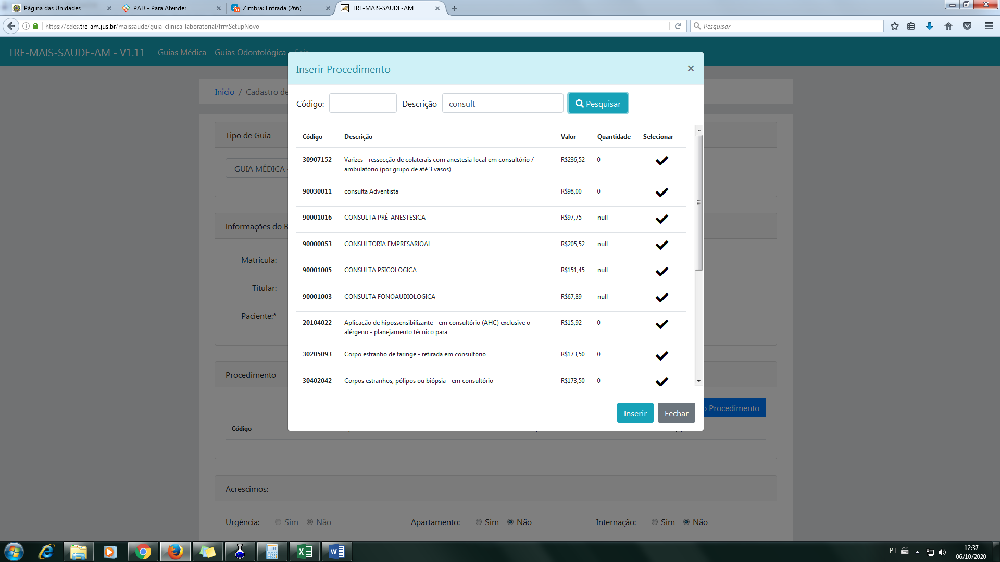 Página das Unidades
PAD - Para Atender
Zimbra: Entrada (266)
TRE-MAIS-SAUDE-AM
https://cdes.tre-am.jus.br/maissaude/guia-clinica-laboratorial/frmSetupNovo
Pesquisar
TRE-MAIS-SAUDE-AM - V1.11 Guias Médica Guias Odontológica Sair
Inserir Procedimento ×
Inicio / Cadastro de
Código: Descrição consult Pesquisar
Tipo de Guia
GUIA MÉDICA
Código Descrição Valor Quantidade Selecionar
30907152 Varizes - ressecção de colaterais com anestesia local em consultório / R$236,52 0
ambulatório (por grupo de até 3 vasos)
90030011 consulta Adventista R$98,00 0
90001016 CONSULTA PRÉ-ANESTESICA R$97,75 null
90000053 CONSULTORIA EMPRESARIOAL R$205,52 null
90001005 CONSULTA PSICOLOGICA R$151,45 null
90001003 CONSULTA FONOAUDIOLOGICA R$67,89 null
20104022 Aplicação de hipossensibilizante - em consultório (AHC) exclusive o R$15,92 0
alérgeno - planejamento técnico para
30205093 Corpo estranho de faringe - retirada em consultório R$173,50 0
30402042 Corpos estranhos, pólipos ou biópsia - em consultório R$173,50 0
Inserir Fechar
Informações do B
Matricula:
Titular:
Paciente:*
Procedimento
o Procedimento
Código
Acrescimos:
Urgência: Sim Não Apartamento: Sim Não Internação: Sim Não
PT
12:37
06/10/2020